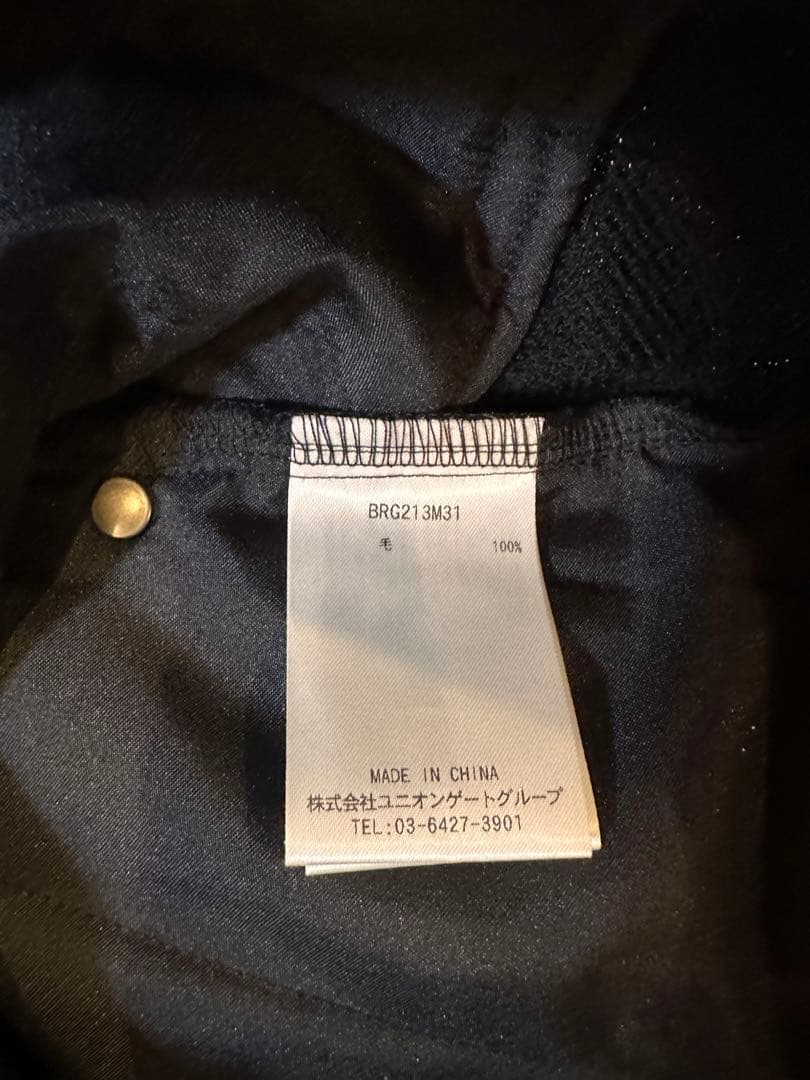 BRG213M31
毛 100%
MADE IN CHINA
株式会社ユニオンゲートグループ
TEL:03-6427-3901